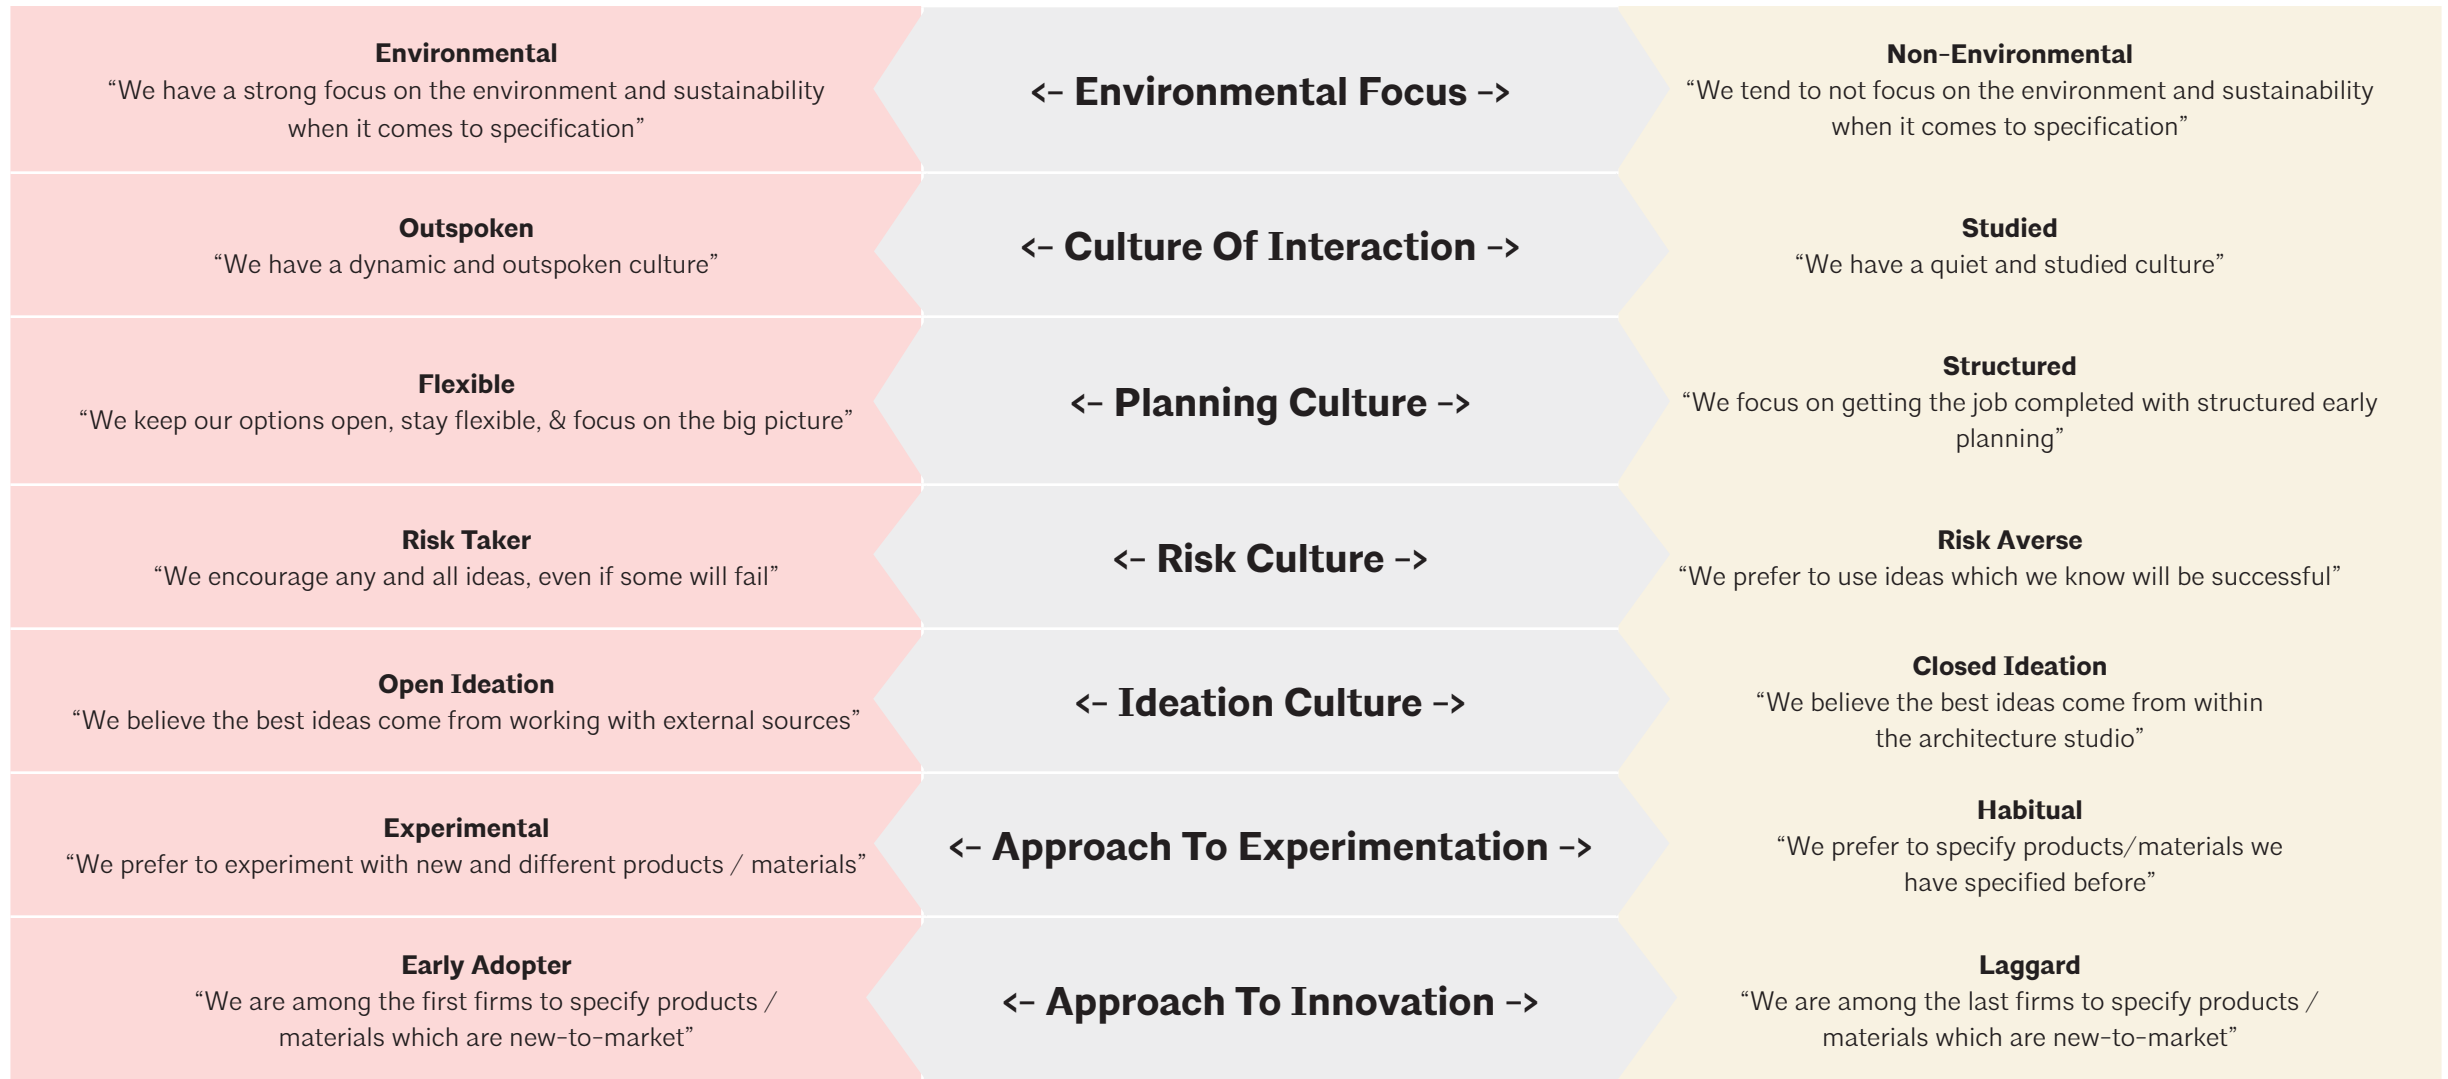 Environmental
“We have a strong focus on the environment and sustainability
when it comes to specification”
<- Environmental Focus ->
Non-Environmental
“We tend to not focus on the environment and sustainability
when it comes to specification”
Outspoken
“We have a dynamic and outspoken culture”
<- Culture Of Interaction ->
Studied
“We have a quiet and studied culture”
Flexible
“We keep our options open, stay flexible, & focus on the big picture”
<- Planning Culture ->
Structured
“We focus on getting the job completed with structured early
planning”
Risk Taker
“We encourage any and all ideas, even if some will fail”
<- Risk Culture ->
Risk Averse
“We prefer to use ideas which we know will be successful”
Open Ideation
“We believe the best ideas come from working with external sources”
<- Ideation Culture ->
Closed Ideation
“We believe the best ideas come from within
the architecture studio”
Experimental
“We prefer to experiment with new and different products / materials”
<- Approach To Experimentation ->
Habitual
“We prefer to specify products/materials we
have specified before”
Early Adopter
“We are among the first firms to specify products /
materials which are new-to-market”
<- Approach To Innovation ->
Laggard
“We are among the last firms to specify products /
materials which are new-to-market”